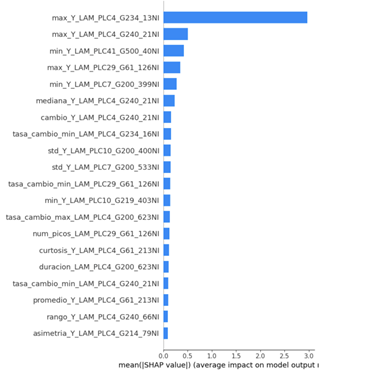 max_Y_LAM_PLC4_G234_13NI
max_Y_LAM_PLC4_G240_21NI
min_Y_LAM_PLC41_G500_40NI
max_Y_LAM_PLC29_G61_126NI
min_Y_LAM_PLC7_G200_399NI
mediana_Y_LAM_PLC4_G240_21NI
cambio_Y_LAM_PLC4_G240_21NI
tasa_cambio_min_LAM_PLC4_G234_16NI
std_Y_LAM_PLC10_G200_400NI
std_Y_LAM_PLC7_G200_533NI
tasa_cambio_min_LAM_PLC29_G61_126NI
min_Y_LAM_PLC10_G219_403NI
tasa_cambio_max_LAM_PLC4_G200_623NI
num_picos_LAM_PLC29_G61_126NI
curtosis_Y_LAM_PLC4_G61_213NI
duracion_LAM_PLC4_G200_623NI
tasa_cambio_min_LAM_PLC4_G240_21NI
promedio_Y_LAM_PLC4_G61_213NI
rango_Y_LAM_PLC4_G240_66NI
asimetria_Y_LAM_PLC4_G214_79NI
0.0 0.5 1.0 1.5 2.0 2.5 3.0
mean(|SHAP value|) (average impact on model output